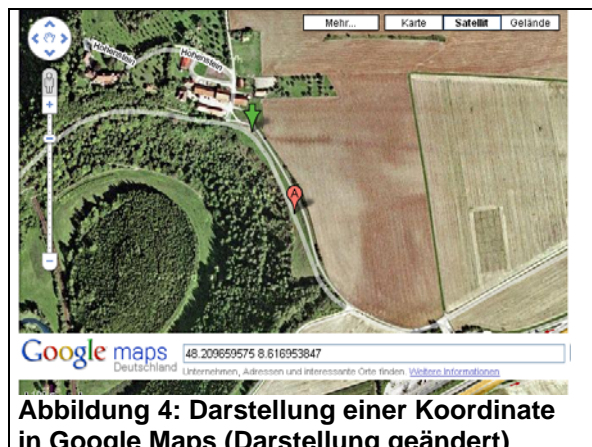 Mehr... Karte Satellit Gelände
Hohenstein
Hohenstein
A
Google maps
Deutschland
48.209659575 8.616953847
Unternehmen, Adressen und interessante Orte finden. Weitere Informationen
Abbildung 4: Darstellung einer Koordinate
in Google Maps (Darstellung geändert)